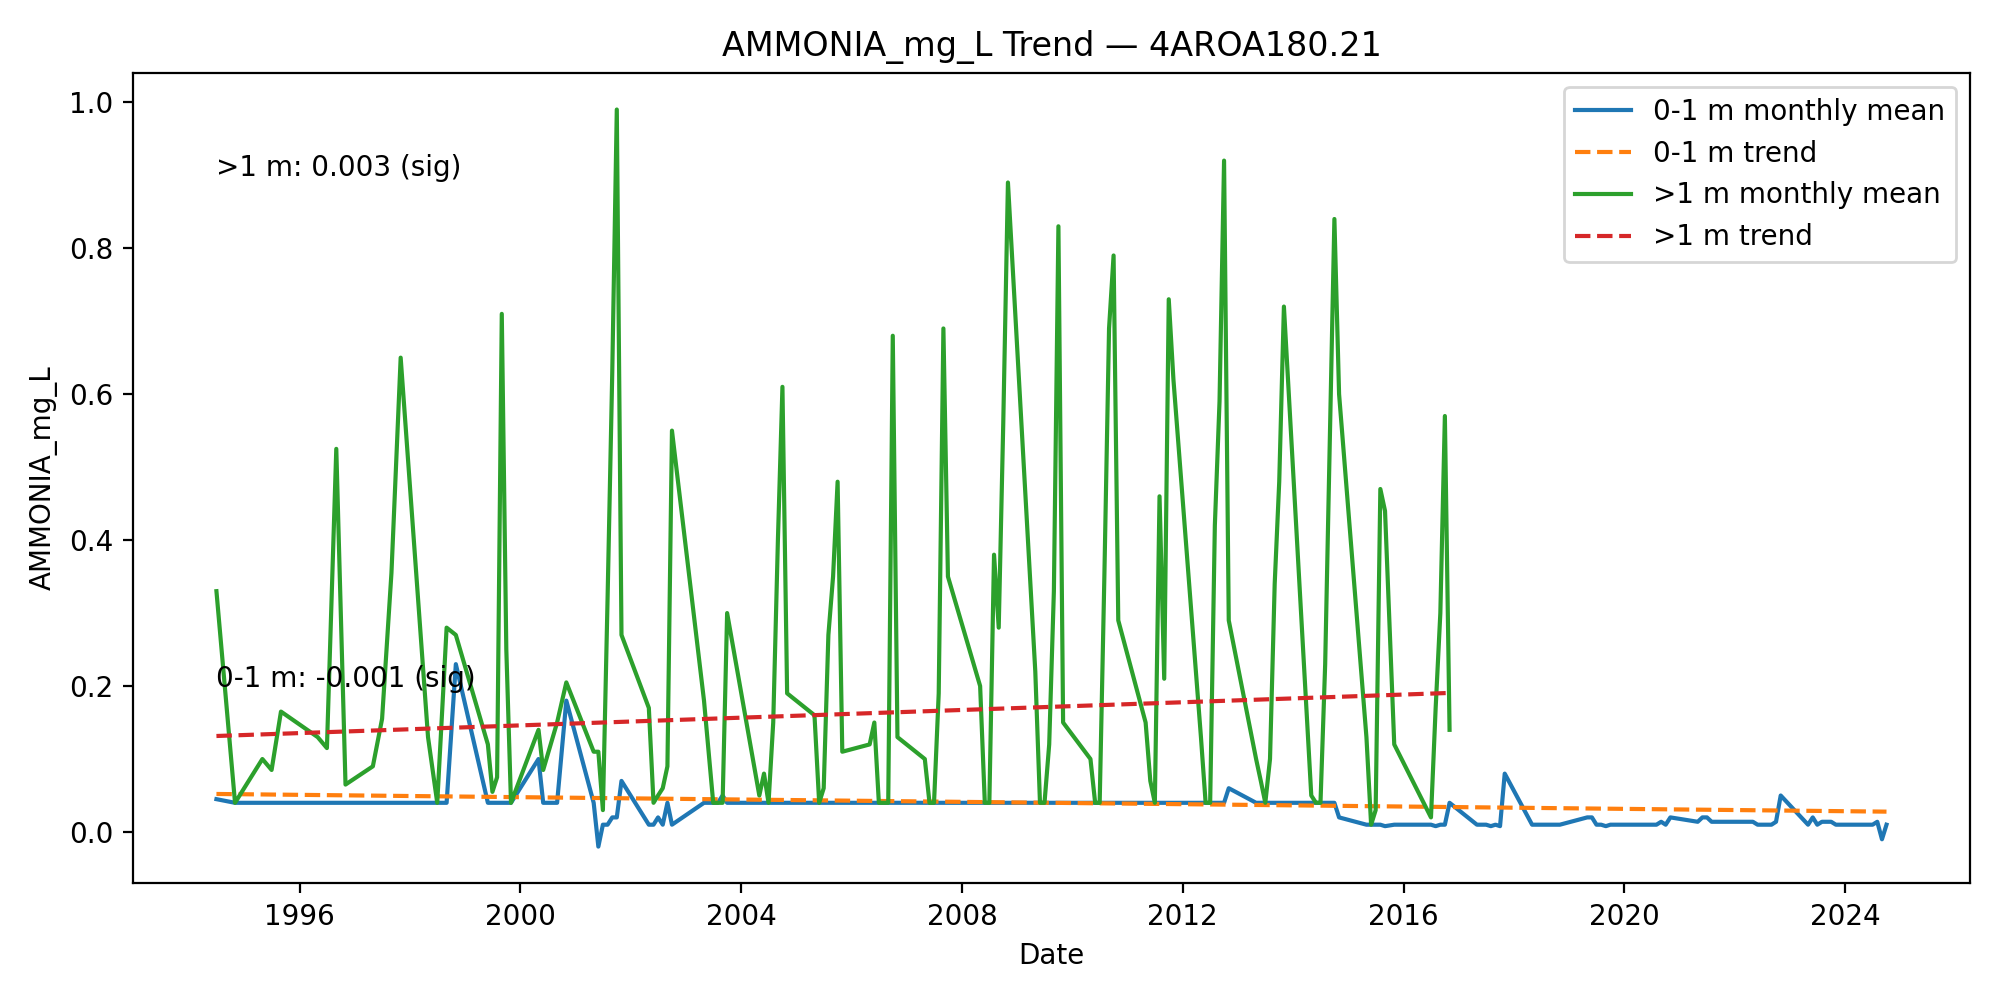 AMMONIA_mg_L Trend — 4AROA180.21
0-1 m monthly mean
0-1 m trend
>1 m monthly mean
>1 m trend
>1 m: 0.003 (sig)
0-1 m: -0.001 (sig)
AMMONIA_mg_L
1.0
0.8
0.6
0.4
0.2
0.0
1996 2000 2004 2008 2012 2016 2020 2024
Date